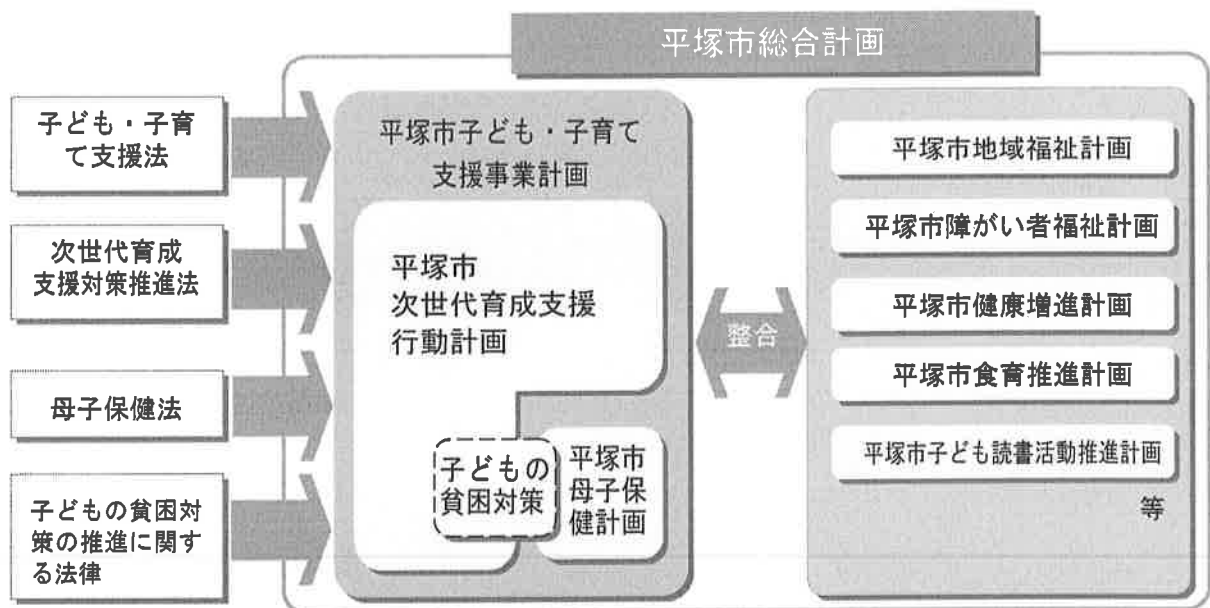 平塚市総合計画
子ども・子育
て支援法
次世代育成
支援対策推進法
母子保健法
子どもの貧困対
策の推進に関す
る法律
平塚市子ども・子育て
支援事業計画
平塚市
次世代育成支援
行動計画
子どもの
貧困対策
平塚市
母子保
健計画
整合
平塚市地域福祉計画
平塚市障がい者福祉計画
平塚市健康増進計画
平塚市食育推進計画
平塚市子ども読書活動推進計画
等